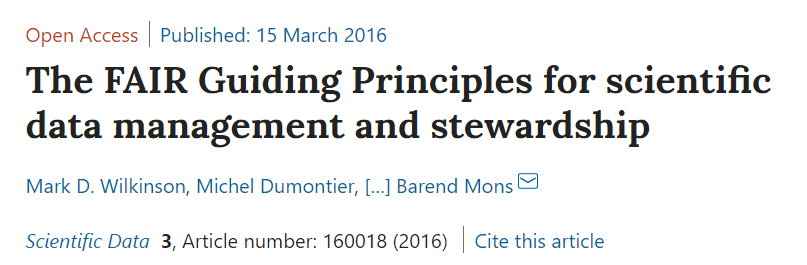 Open Access | Published: 15 March 2016
The FAIR Guiding Principles for scientific
data management and stewardship
Mark D. Wilkinson, Michel Dumontier, [...] Barend Mons
Scientific Data 3, Article number: 160018 (2016) | Cite this article